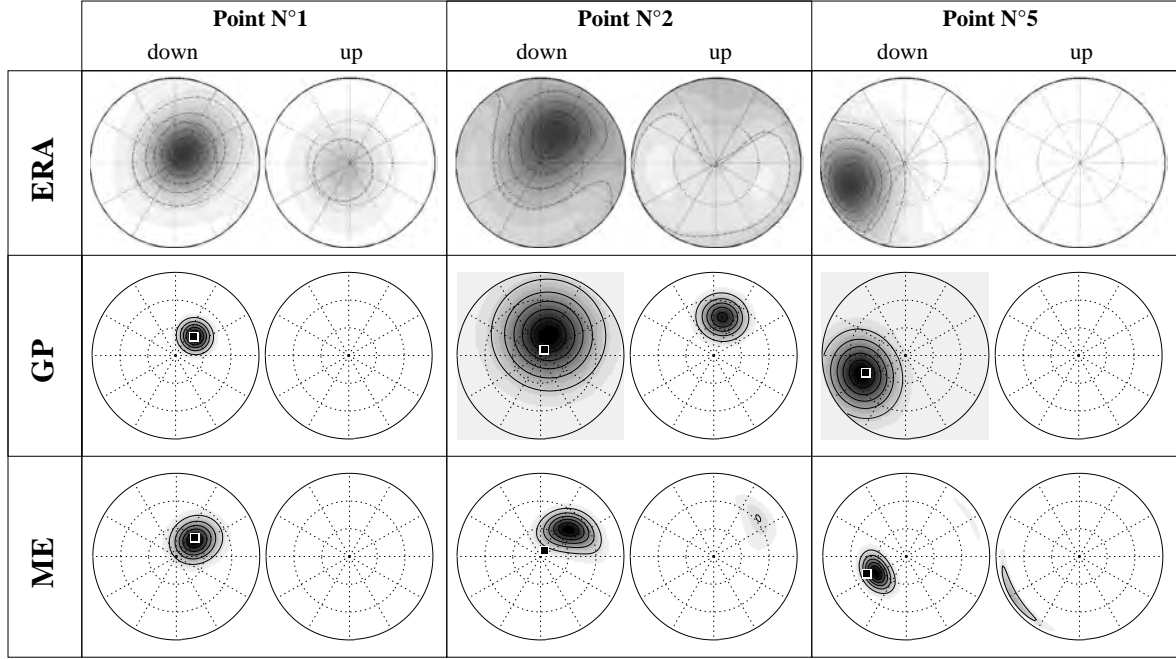 Point N°1 Point N°2 Point N°5
down up down up down up
ERA
GP
ME